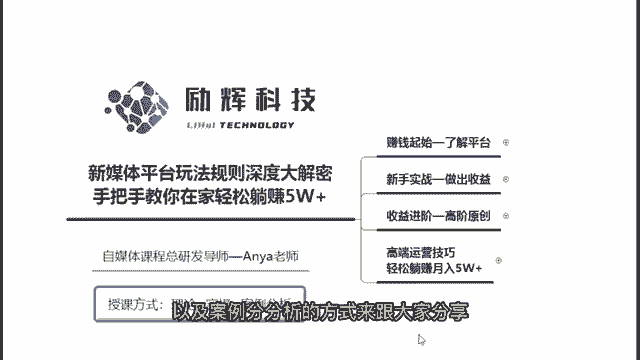 励辉科技
LIHUI TECHNOLOGY
新媒体平台玩法规则深度大解密
手把手教你在家轻松躺赚5W+
自媒体课程总研发导师—Anya老师
授课方式：
以及案例分分析的方式来跟大家分享
赚钱起始—了解平台
新手实战—做出收益
收益进阶—高阶原创
高端运营技巧
轻松躺赚月入5W+